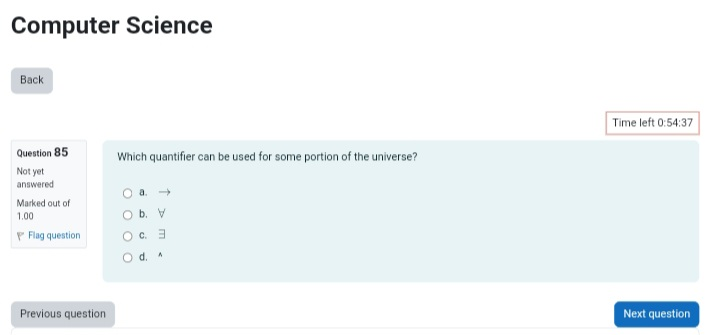 Computer Science
Back
Time left 0:54:37
Question 85
Not yet
answered
Marked out of
1.00
Flag question
Which quantifier can be used for some portion of the universe?
a. →
b. ∀
c. ∃
d. ^
Previous question
Next question